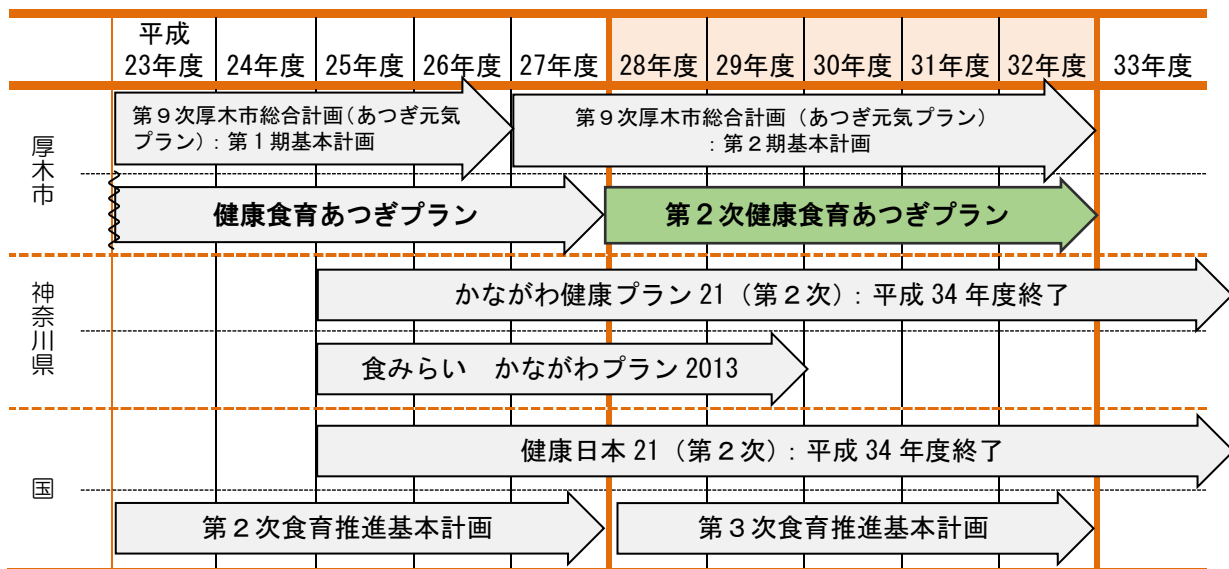 平成
23年度 24年度 25年度 26年度 27年度 28年度 29年度 30年度 31年度 32年度 33年度
厚木市
第９次厚木市総合計画（あつぎ元気
プラン）：第１期基本計画
第９次厚木市総合計画（あつぎ元気プラン）
：第２期基本計画
健康食育あつぎプラン
第２次健康食育あつぎプラン
神奈川県
かながわ健康プラン 21（第２次）：平成 34 年度終了
食みらい　かながわプラン 2013
国
健康日本 21（第２次）：平成 34 年度終了
第２次食育推進基本計画
第３次食育推進基本計画